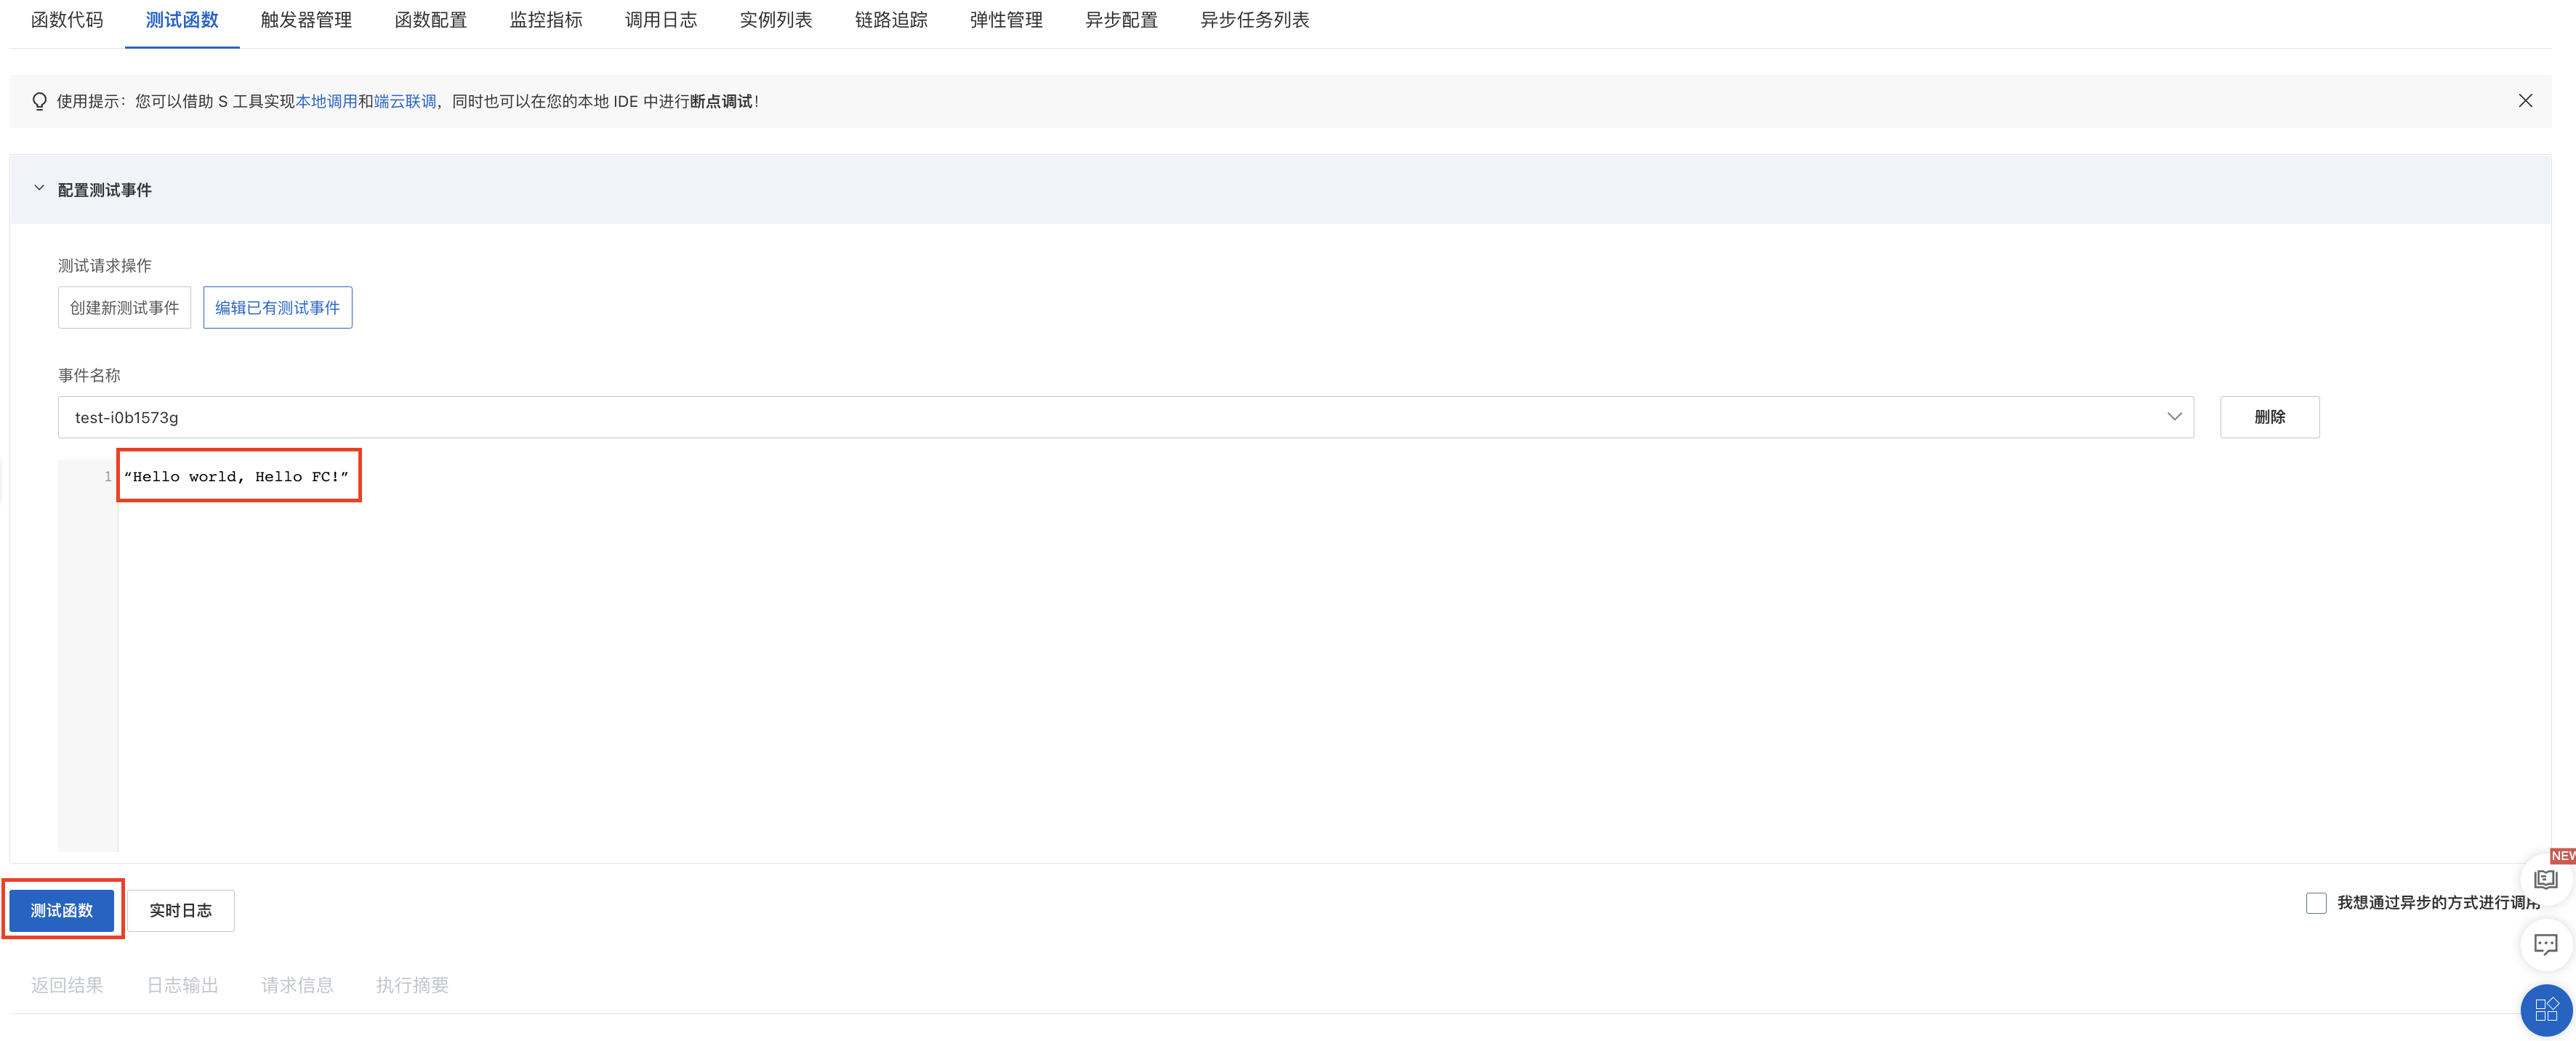 函数代码 测试函数 触发器管理 函数配置 监控指标 调用日志 实例列表 链路追踪 弹性管理 异步配置 异步任务列表
使用提示：您可以借助 S 工具实现本地调用和端云联调，同时也可以在您的本地 IDE 中进行断点调试！
配置测试事件
测试请求操作
创建新测试事件 编辑已有测试事件
事件名称
test-i0b1573g 删除
1 “Hello world, Hello FC!”
NEW
测试函数 实时日志 我想通过异步的方式进行调用
返回结果 日志输出 请求信息 执行摘要